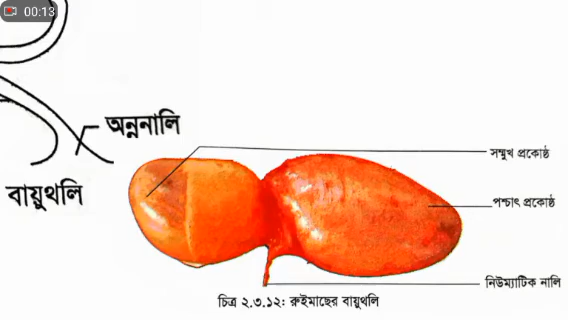 00:13
অন্ননালি
বায়ুথলি
সম্মুখ প্রকোষ্ঠ
পশ্চাৎ প্রকোষ্ঠ
নিউম্যাটিক নালি
চিত্র ২.৩.১২: রুইমাছের বায়ুথলি